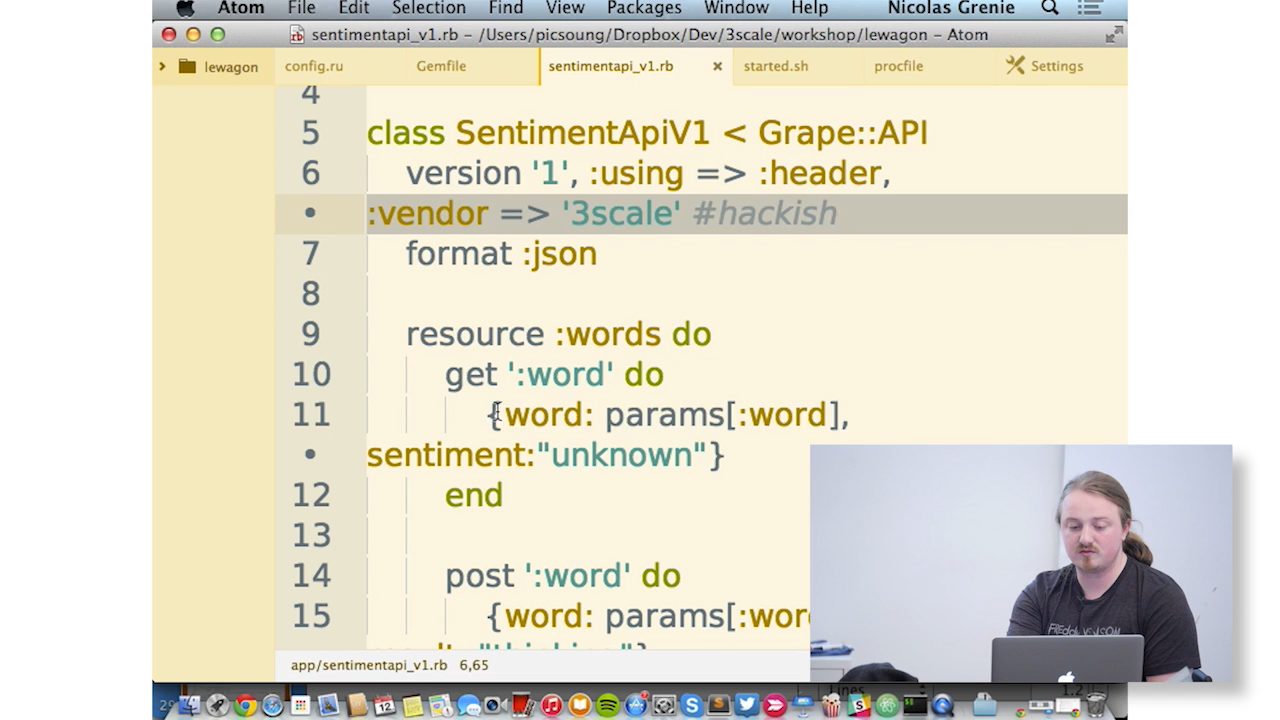 Atom File Edit Selection Find View Packages Window Help Nicolas Grenie
sentimentapi_v1.rb – /Users/picsoung/Dropbox/Dev/3scale/workshop/lewagon – Atom
lewagon config.ru Gemfile sentimentapi_v1.rb started.sh procfile Settings
4
5 class SentimentApiV1 < Grape::API
6 version '1', :using => :header,
• :vendor => '3scale' #hackish
7 format :json
8
9 resource :words do
10 get ':word' do
11 {word: params[:word],
• sentiment:"unknown"}
12 end
13
14 post ':word' do
15 {word: params[:wor
app/sentimentapi_v1.rb 6,65